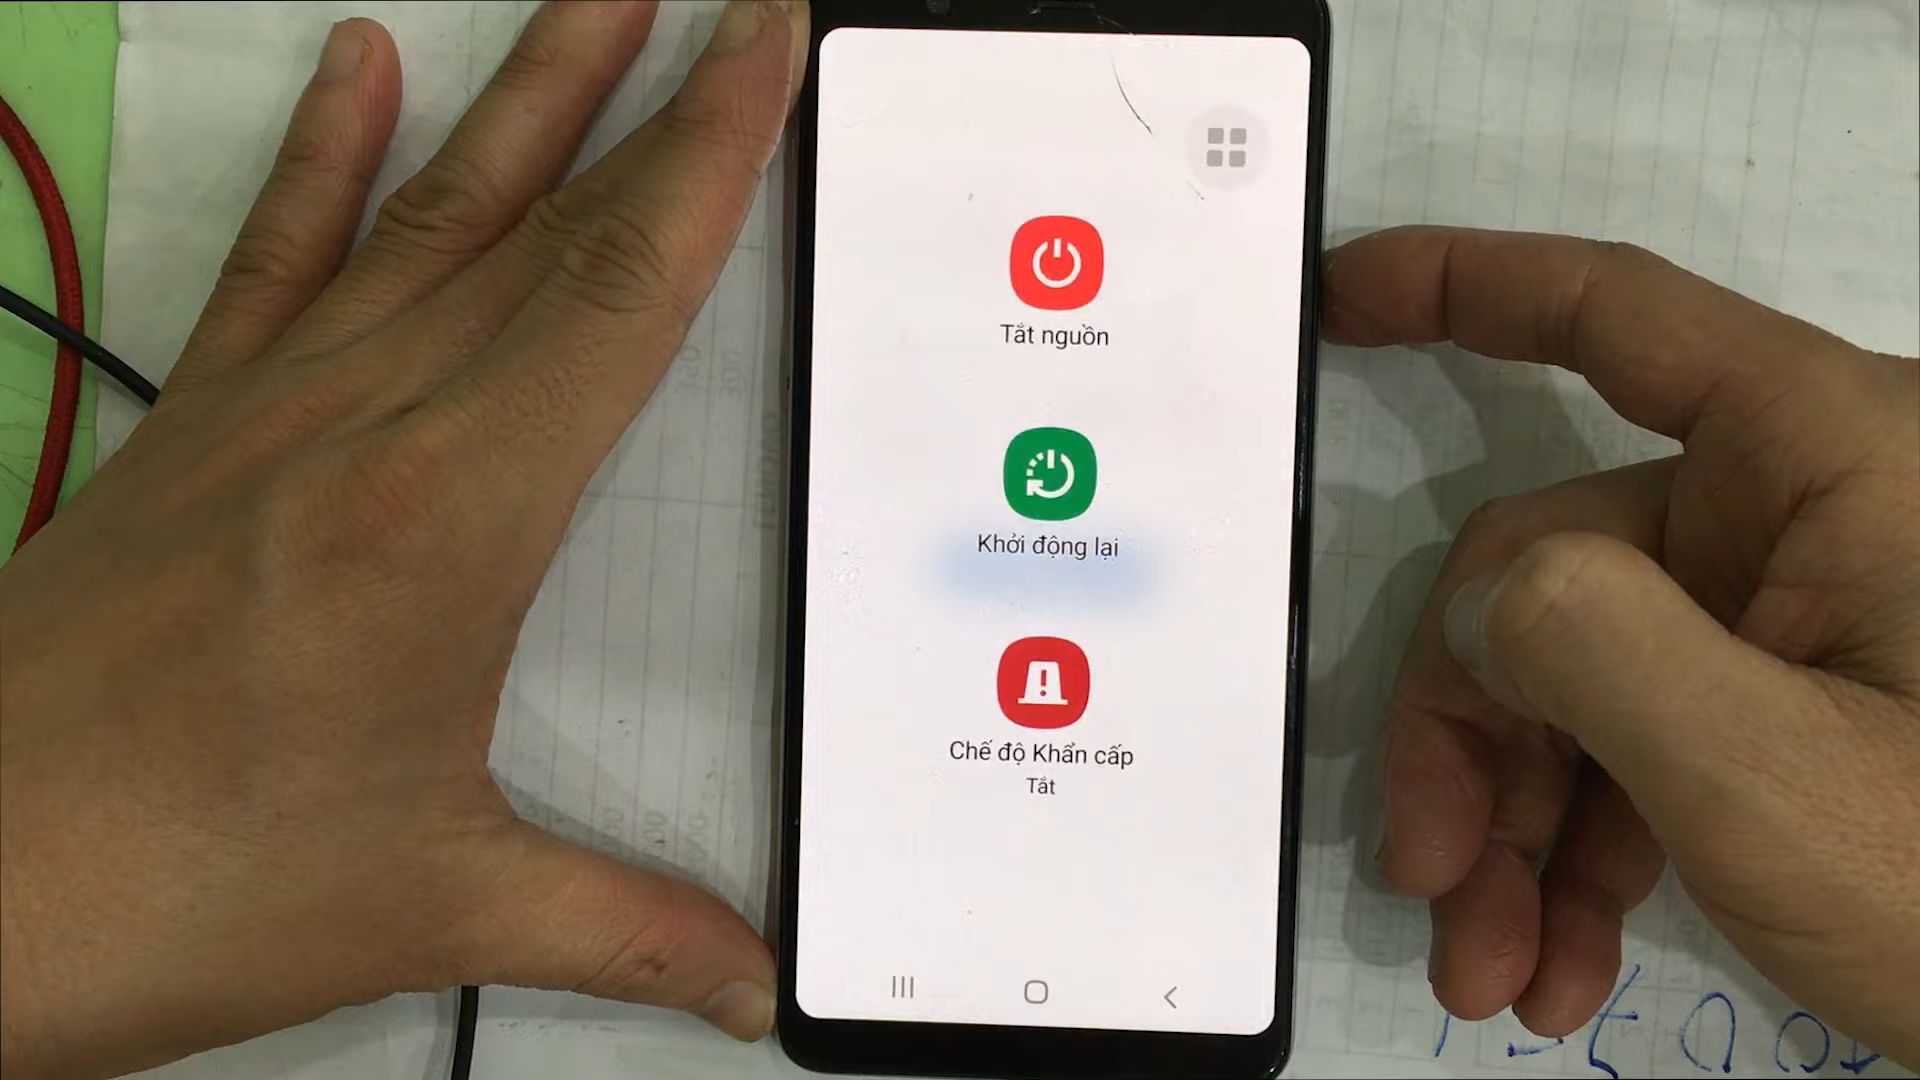 Tắt nguồn
Khởi động lại
Chế độ Khẩn cấp
Tắt